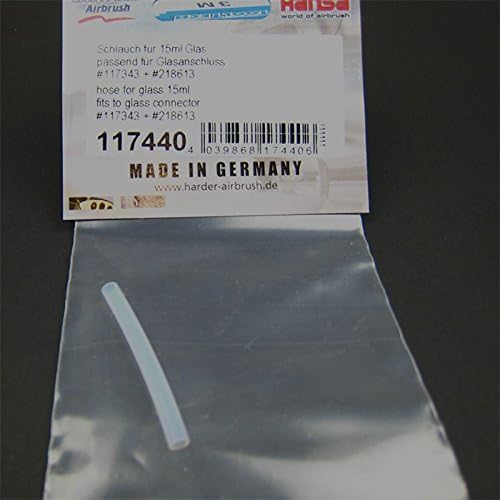 Airbrush
Hansa
world of airbrush
Schlauch für 15ml Glas
passend für Glasanschluss
#117343 + #218613
hose for glass 15ml
fits to glass connector
#117343 + #218613
117440
4 039868 174406
MADE IN GERMANY
www.harder-airbrush.de